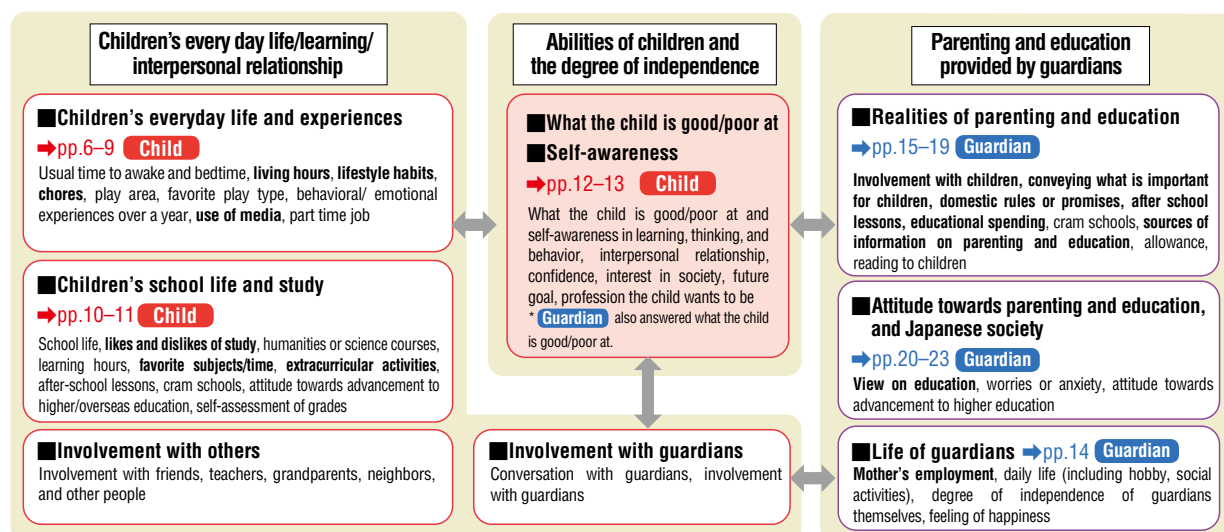 Children's every day life/learning/
interpersonal relationship
■Children's everyday life and experiences
➡pp.6–9 Child
Usual time to awake and bedtime, living hours, lifestyle habits,
chores, play area, favorite play type, behavioral/ emotional
experiences over a year, use of media, part time job
■Children's school life and study
➡pp.10–11 Child
School life, likes and dislikes of study, humanities or science courses,
learning hours, favorite subjects/time, extracurricular activities,
after-school lessons, cram schools, attitude towards advancement to
higher/overseas education, self-assessment of grades
■Involvement with others
Involvement with friends, teachers, grandparents, neighbors,
and other people
Abilities of children and
the degree of independence
■What the child is good/poor at
■Self-awareness
➡pp.12–13 Child
What the child is good/poor at and
self-awareness in learning, thinking, and
behavior, interpersonal relationship,
confidence, interest in society, future
goal, profession the child wants to be
* Guardian also answered what the child
is good/poor at.
■Involvement with guardians
Conversation with guardians, involvement
with guardians
Parenting and education
provided by guardians
■Realities of parenting and education
➡pp.15–19 Guardian
Involvement with children, conveying what is important
for children, domestic rules or promises, after school
lessons, educational spending, cram schools, sources of
information on parenting and education, allowance,
reading to children
■Attitude towards parenting and education,
and Japanese society
➡pp.20–23 Guardian
View on education, worries or anxiety, attitude towards
advancement to higher education
■Life of guardians ➡pp.14 Guardian
Mother's employment, daily life (including hobby, social
activities), degree of independence of guardians
themselves, feeling of happiness